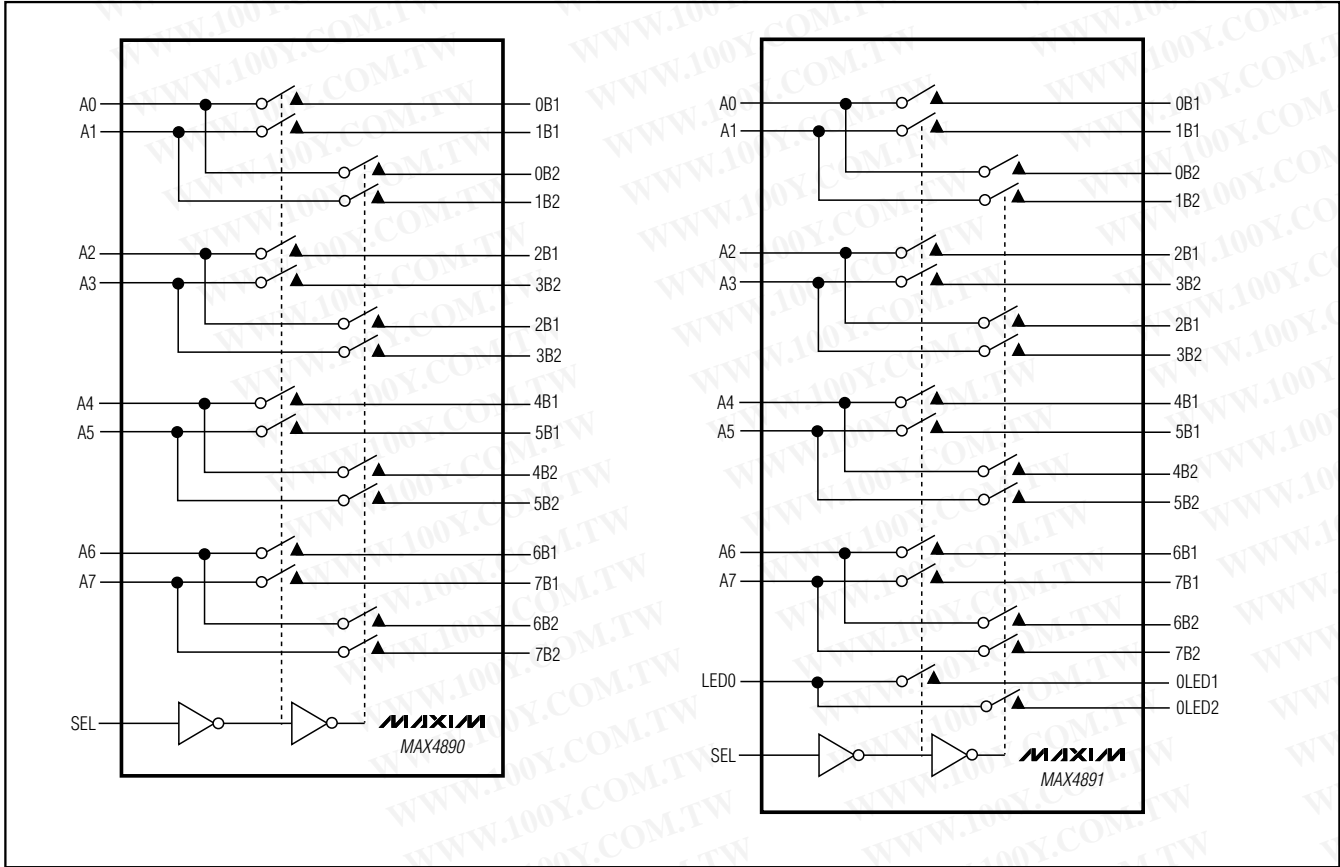 A0
0B1
A1
1B1
0B2
1B2
A2
2B1
A3
3B2
2B1
3B2
A4
4B1
A5
5B1
4B2
5B2
A6
6B1
A7
7B1
6B2
7B2
SEL
MAXIM
MAX4890
A0
0B1
A1
1B1
0B2
1B2
A2
2B1
A3
3B2
2B1
3B2
A4
4B1
A5
5B1
4B2
5B2
A6
6B1
A7
7B1
6B2
7B2
LED0
0LED1
0LED2
SEL
MAXIM
MAX4891
WWW.100Y.COM.TW